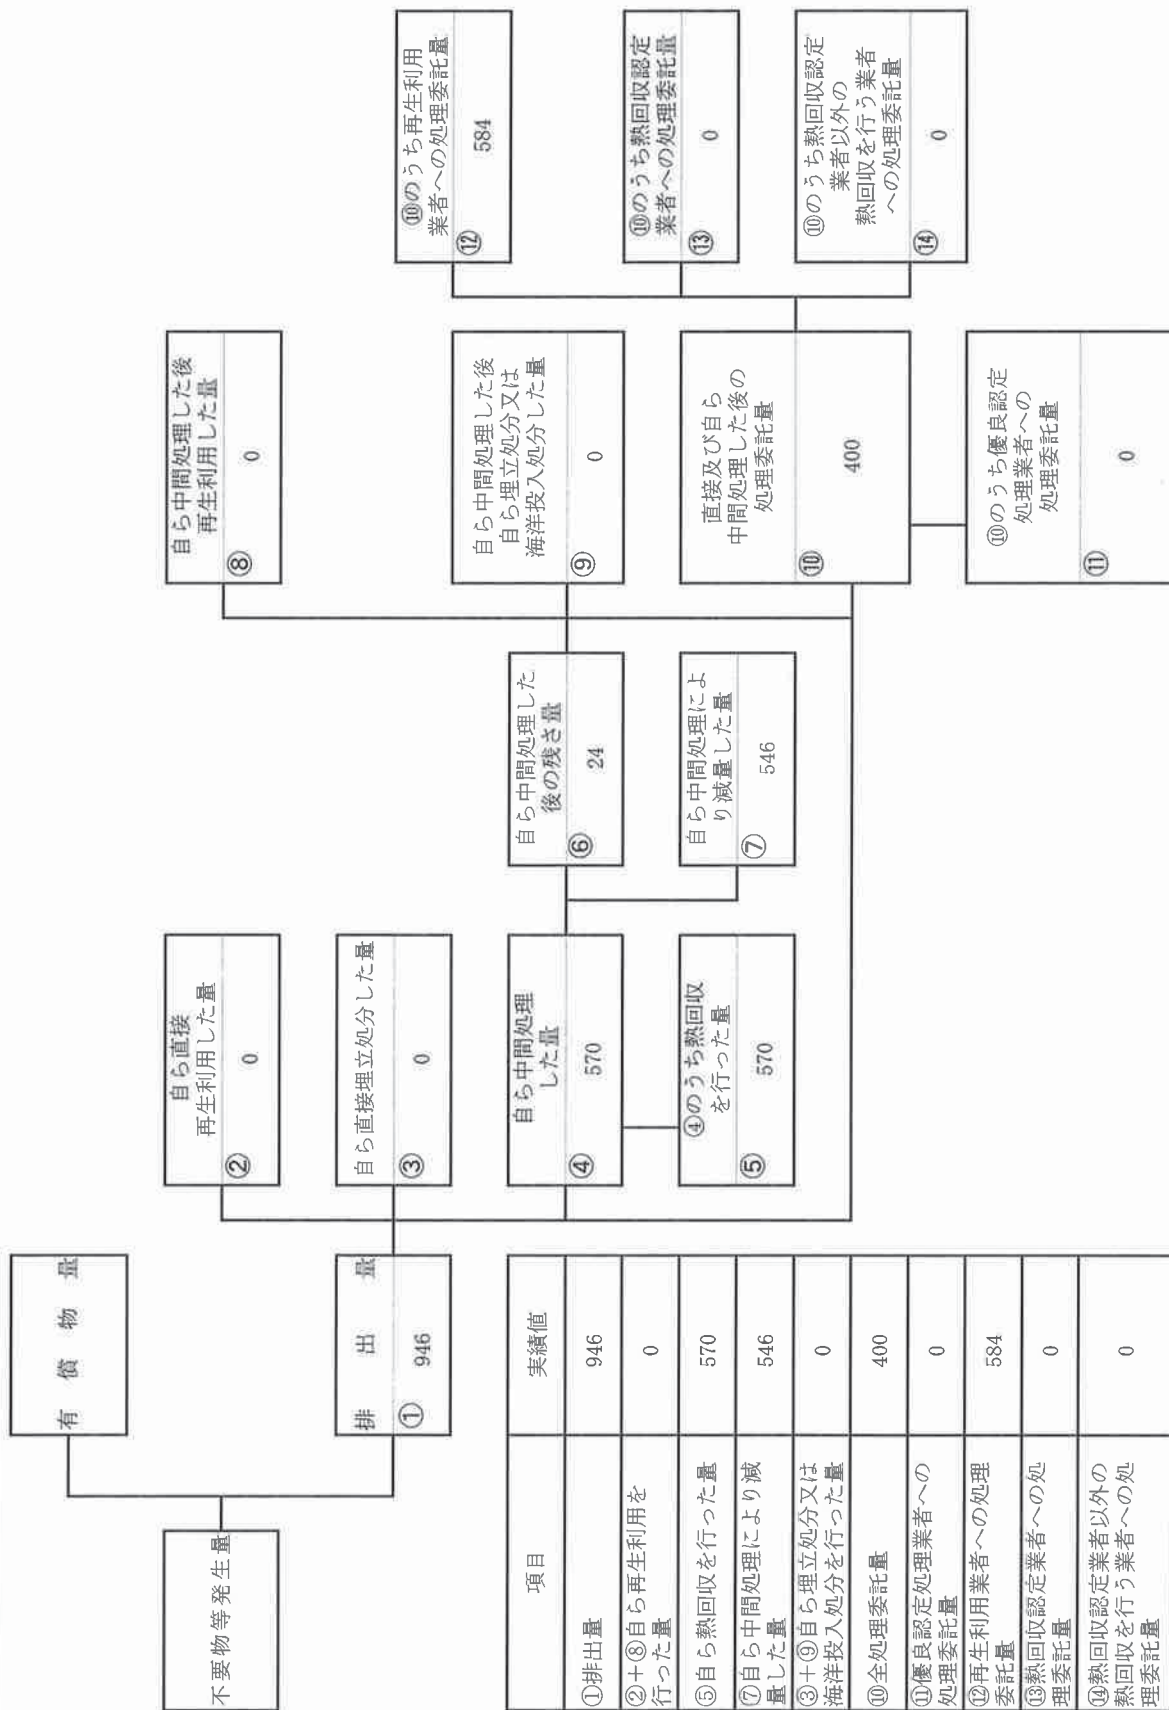 不要物等発生量
有償物量
排出量
① 946
自ら直接
再生利用した量
② 0
自ら直接埋立処分した量
③ 0
自ら中間処理
した量
④ 570
④のうち熱回収
を行った量
⑤ 570
自ら中間処理した
後の残さ量
⑥ 24
自ら中間処理によ
り減量した量
⑦ 546
自ら中間処理した後
再生利用した量
⑧ 0
自ら中間処理した後
自ら埋立処分又は
海洋投入処分した量
⑨ 0
直接及び自ら
中間処理した後の
処理委託量
⑩ 400
⑩のうち優良認定
処理業者への
処理委託量
⑪ 0
⑩のうち再生利用
業者への処理委託量
⑫ 584
⑩のうち熱回収認定
業者への処理委託量
⑬ 0
⑩のうち熱回収認定
業者以外の
熱回収を行う業者
への処理委託量
⑭ 0
項目 実績値
①排出量 946
②+⑧自ら再生利用を
行った量 0
⑤自ら熱回収を行った量 570
⑦自ら中間処理により減
量した量 546
③+⑨自ら埋立処分又は
海洋投入処分を行った量 0
⑩全処理委託量 400
⑪優良認定処理業者への
処理委託量 0
⑫再生利用業者への処理
委託量 584
⑬熱回収認定業者への処
理委託量 0
⑭熱回収認定業者以外の
熱回収を行う業者への処
理委託量 0